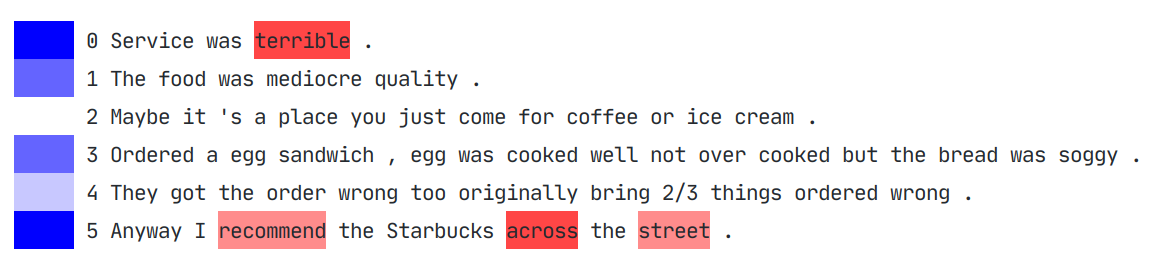 0 Service was terrible .
1 The food was mediocre quality .
2 Maybe it 's a place you just come for coffee or ice cream .
3 Ordered a egg sandwich , egg was cooked well not over cooked but the bread was soggy .
4 They got the order wrong too originally bring 2/3 things ordered wrong .
5 Anyway I recommend the Starbucks across the street .